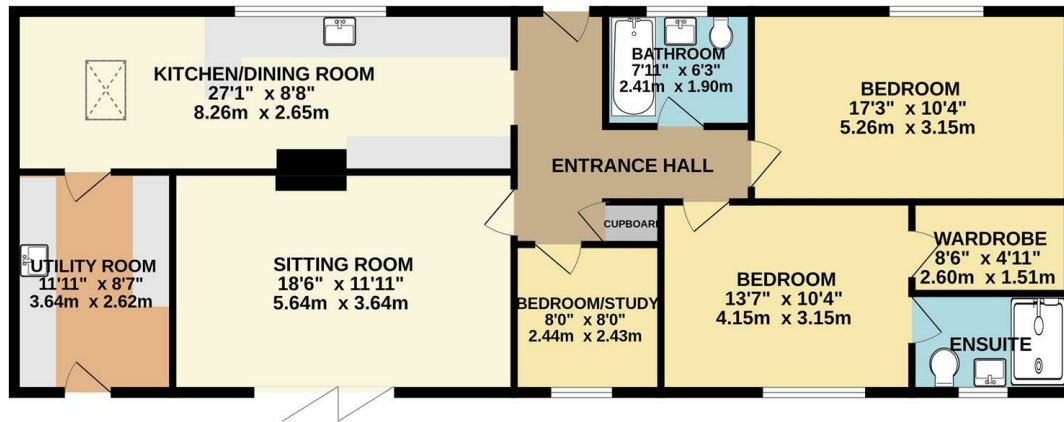 KITCHEN/DINING ROOM
27'1" x 8'8"
8.26m x 2.65m
BATHROOM
7'11" x 6'3"
2.41m x 1.90m
BEDROOM
17'3" x 10'4"
5.26m x 3.15m
ENTRANCE HALL
CUPBOARD
UTILITY ROOM
11'11" x 8'7"
3.64m x 2.62m
SITTING ROOM
18'6" x 11'11"
5.64m x 3.64m
BEDROOM/STUDY
8'0" x 8'0"
2.44m x 2.43m
BEDROOM
13'7" x 10'4"
4.15m x 3.15m
WARDROBE
8'6" x 4'11"
2.60m x 1.51m
ENSUITE